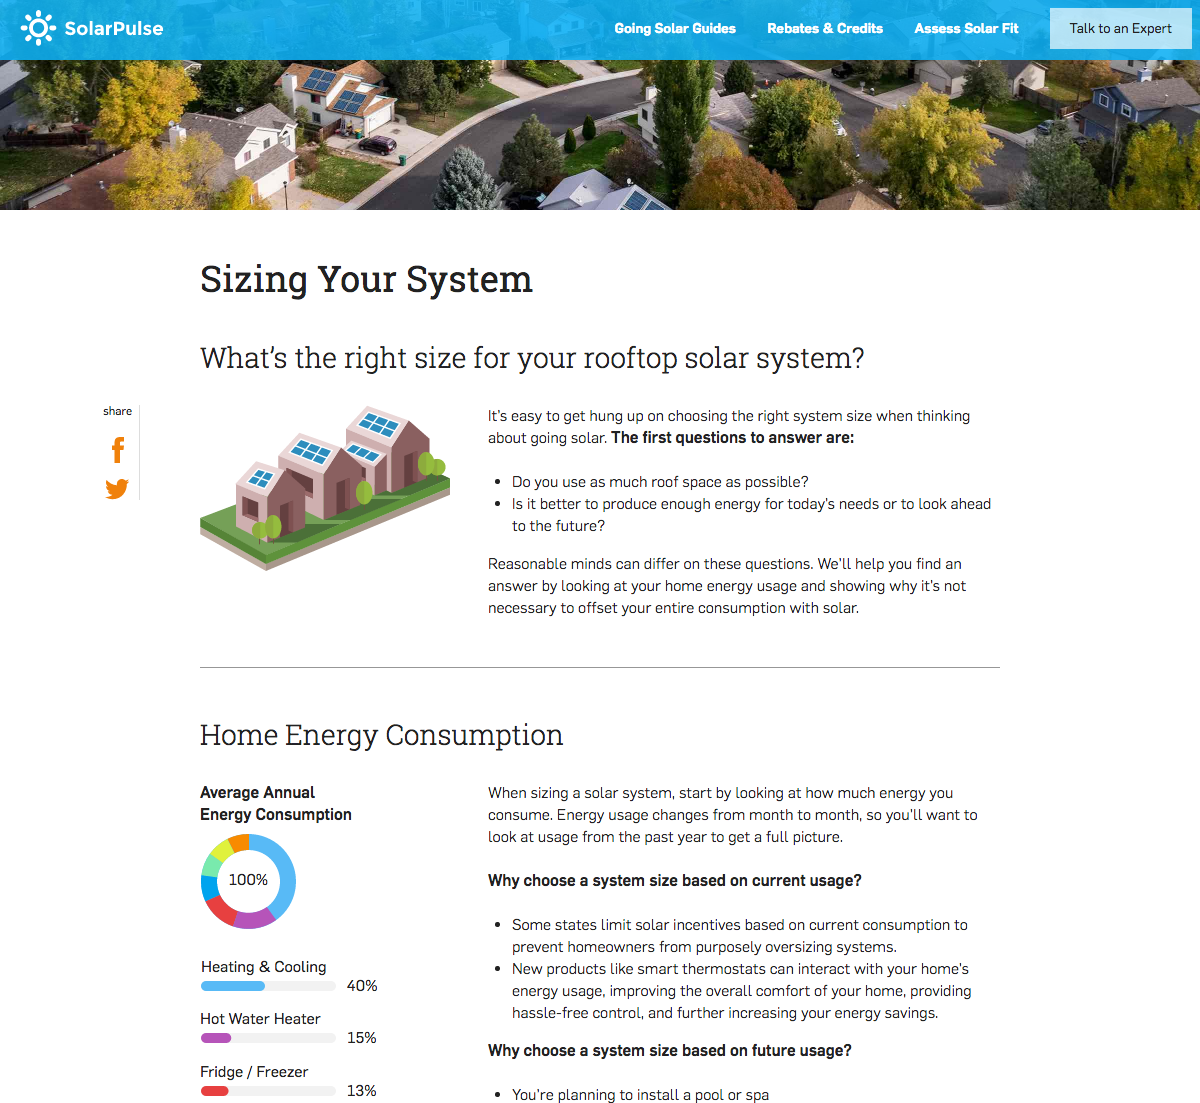 SolarPulse
Going Solar Guides
Rebates & Credits
Assess Solar Fit
Talk to an Expert
Sizing Your System
What's the right size for your rooftop solar system?
share
It's easy to get hung up on choosing the right system size when thinking
about going solar. The first questions to answer are:
• Do you use as much roof space as possible?
• Is it better to produce enough energy for today's needs or to look ahead
to the future?
Reasonable minds can differ on these questions. We'll help you find an
answer by looking at your home energy usage and showing why it's not
necessary to offset your entire consumption with solar.
Home Energy Consumption
Average Annual
Energy Consumption
100%
Heating & Cooling
40%
Hot Water Heater
15%
Fridge / Freezer
13%
When sizing a solar system, start by looking at how much energy you
consume. Energy usage changes from month to month, so you'll want to
look at usage from the past year to get a full picture.
Why choose a system size based on current usage?
• Some states limit solar incentives based on current consumption to
prevent homeowners from purposely oversizing systems.
• New products like smart thermostats can interact with your home's
energy usage, improving the overall comfort of your home, providing
hassle-free control, and further increasing your energy savings.
Why choose a system size based on future usage?
• You're planning to install a pool or spa